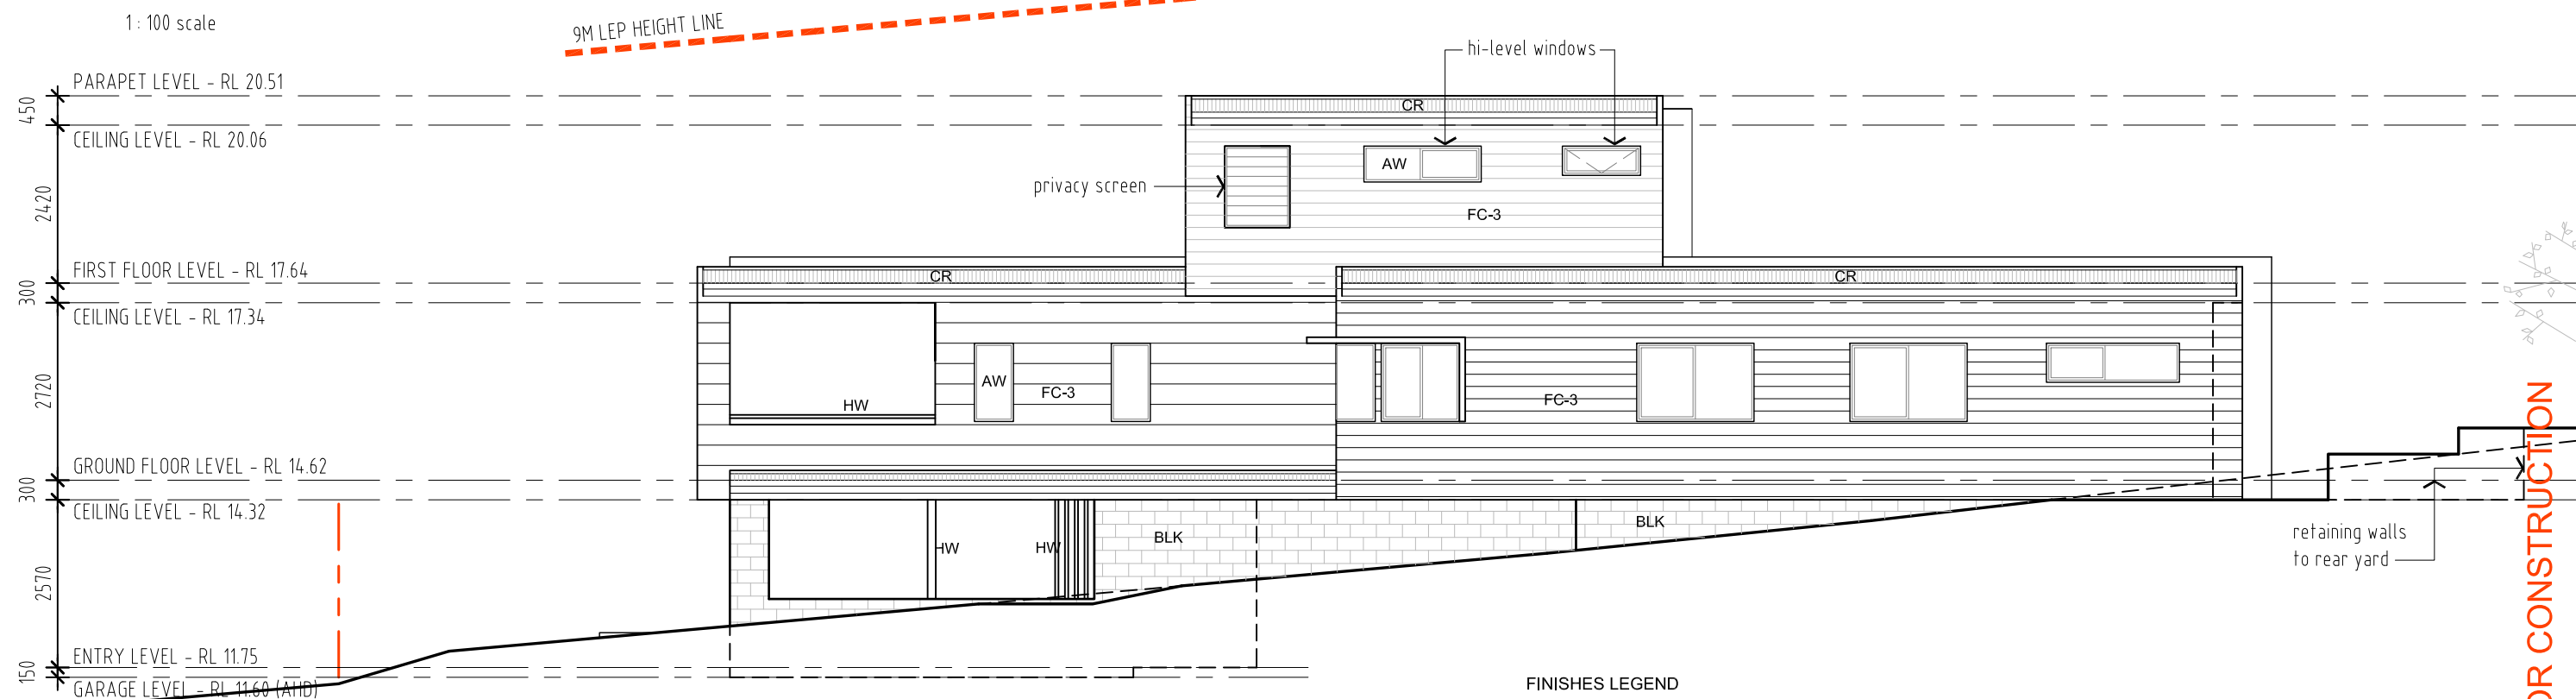 1 : 100 scale
9M LEP HEIGHT LINE
hi-level windows
PARAPET LEVEL - RL 20.51
450
CR
CEILING LEVEL - RL 20.06
AW
privacy screen
2420
FC-3
FIRST FLOOR LEVEL - RL 17.64
CR
CR
300
CEILING LEVEL - RL 17.34
AW
2720
FC-3
HW
FC-3
GROUND FLOOR LEVEL - RL 14.62
300
CEILING LEVEL - RL 14.32
BLK
BLK
HW
HW
retaining walls
to rear yard
2570
ENTRY LEVEL - RL 11.75
150
GARAGE LEVEL - RL 11.60 (AHD)
FINISHES LEGEND
OR CONSTRUCTION